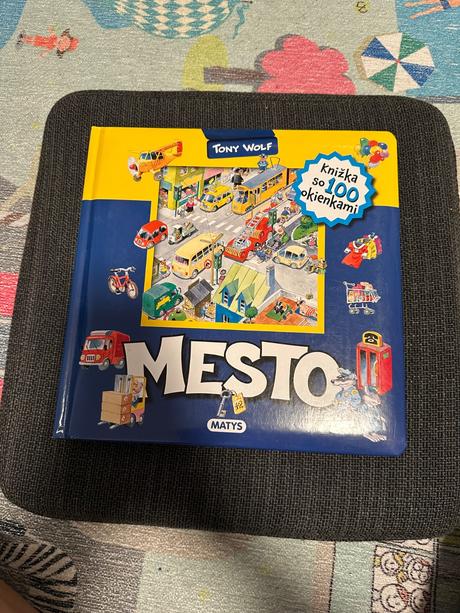 TONY WOLF
Knižka
so 100
okienkami
MESTO
MATYS